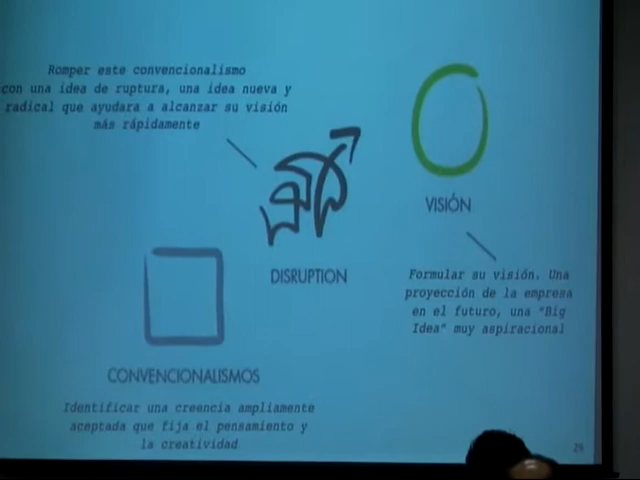 Romper este convencionalismo
con una idea de ruptura, una idea nueva y
radical que ayudara a alcanzar su visión
más rápidamente
VISIÓN
DISRUPTION
Formular su visión. Una
proyección de la empresa
en el futuro, una "Big
Idea" muy aspiracional
CONVENCIONALISMOS
Identificar una creencia ampliamente
aceptada que fija el pensamiento y
la creatividad